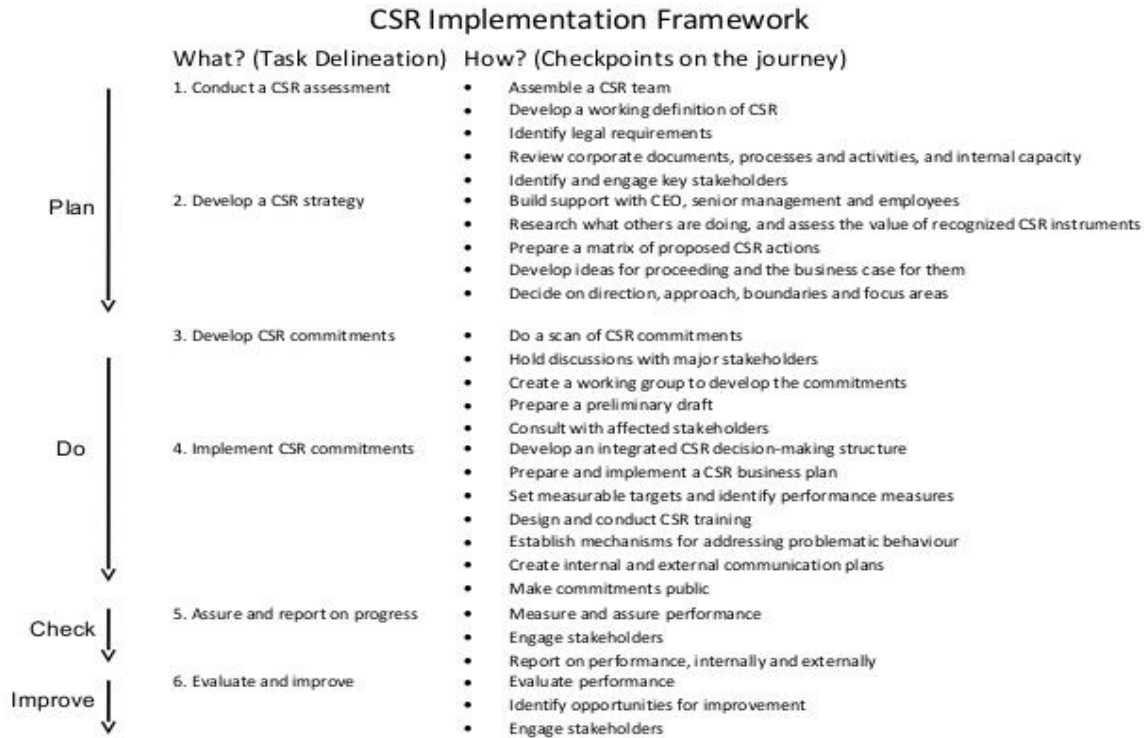 CSR Implementation Framework
What? (Task Delineation) How? (Checkpoints on the journey)
Plan
1. Conduct a CSR assessment
• Assemble a CSR team
• Develop a working definition of CSR
• Identify legal requirements
• Review corporate documents, processes and activities, and internal capacity
• Identify and engage key stakeholders
2. Develop a CSR strategy
• Build support with CEO, senior management and employees
• Research what others are doing, and assess the value of recognized CSR instruments
• Prepare a matrix of proposed CSR actions
• Develop ideas for proceeding and the business case for them
• Decide on direction, approach, boundaries and focus areas
Do
3. Develop CSR commitments
• Do a scan of CSR commitments
• Hold discussions with major stakeholders
• Create a working group to develop the commitments
• Prepare a preliminary draft
• Consult with affected stakeholders
4. Implement CSR commitments
• Develop an integrated CSR decision-making structure
• Prepare and implement a CSR business plan
• Set measurable targets and identify performance measures
• Design and conduct CSR training
• Establish mechanisms for addressing problematic behaviour
• Create internal and external communication plans
• Make commitments public
Check
5. Assure and report on progress
• Measure and assure performance
• Engage stakeholders
• Report on performance, internally and externally
Improve
6. Evaluate and improve
• Evaluate performance
• Identify opportunities for improvement
• Engage stakeholders